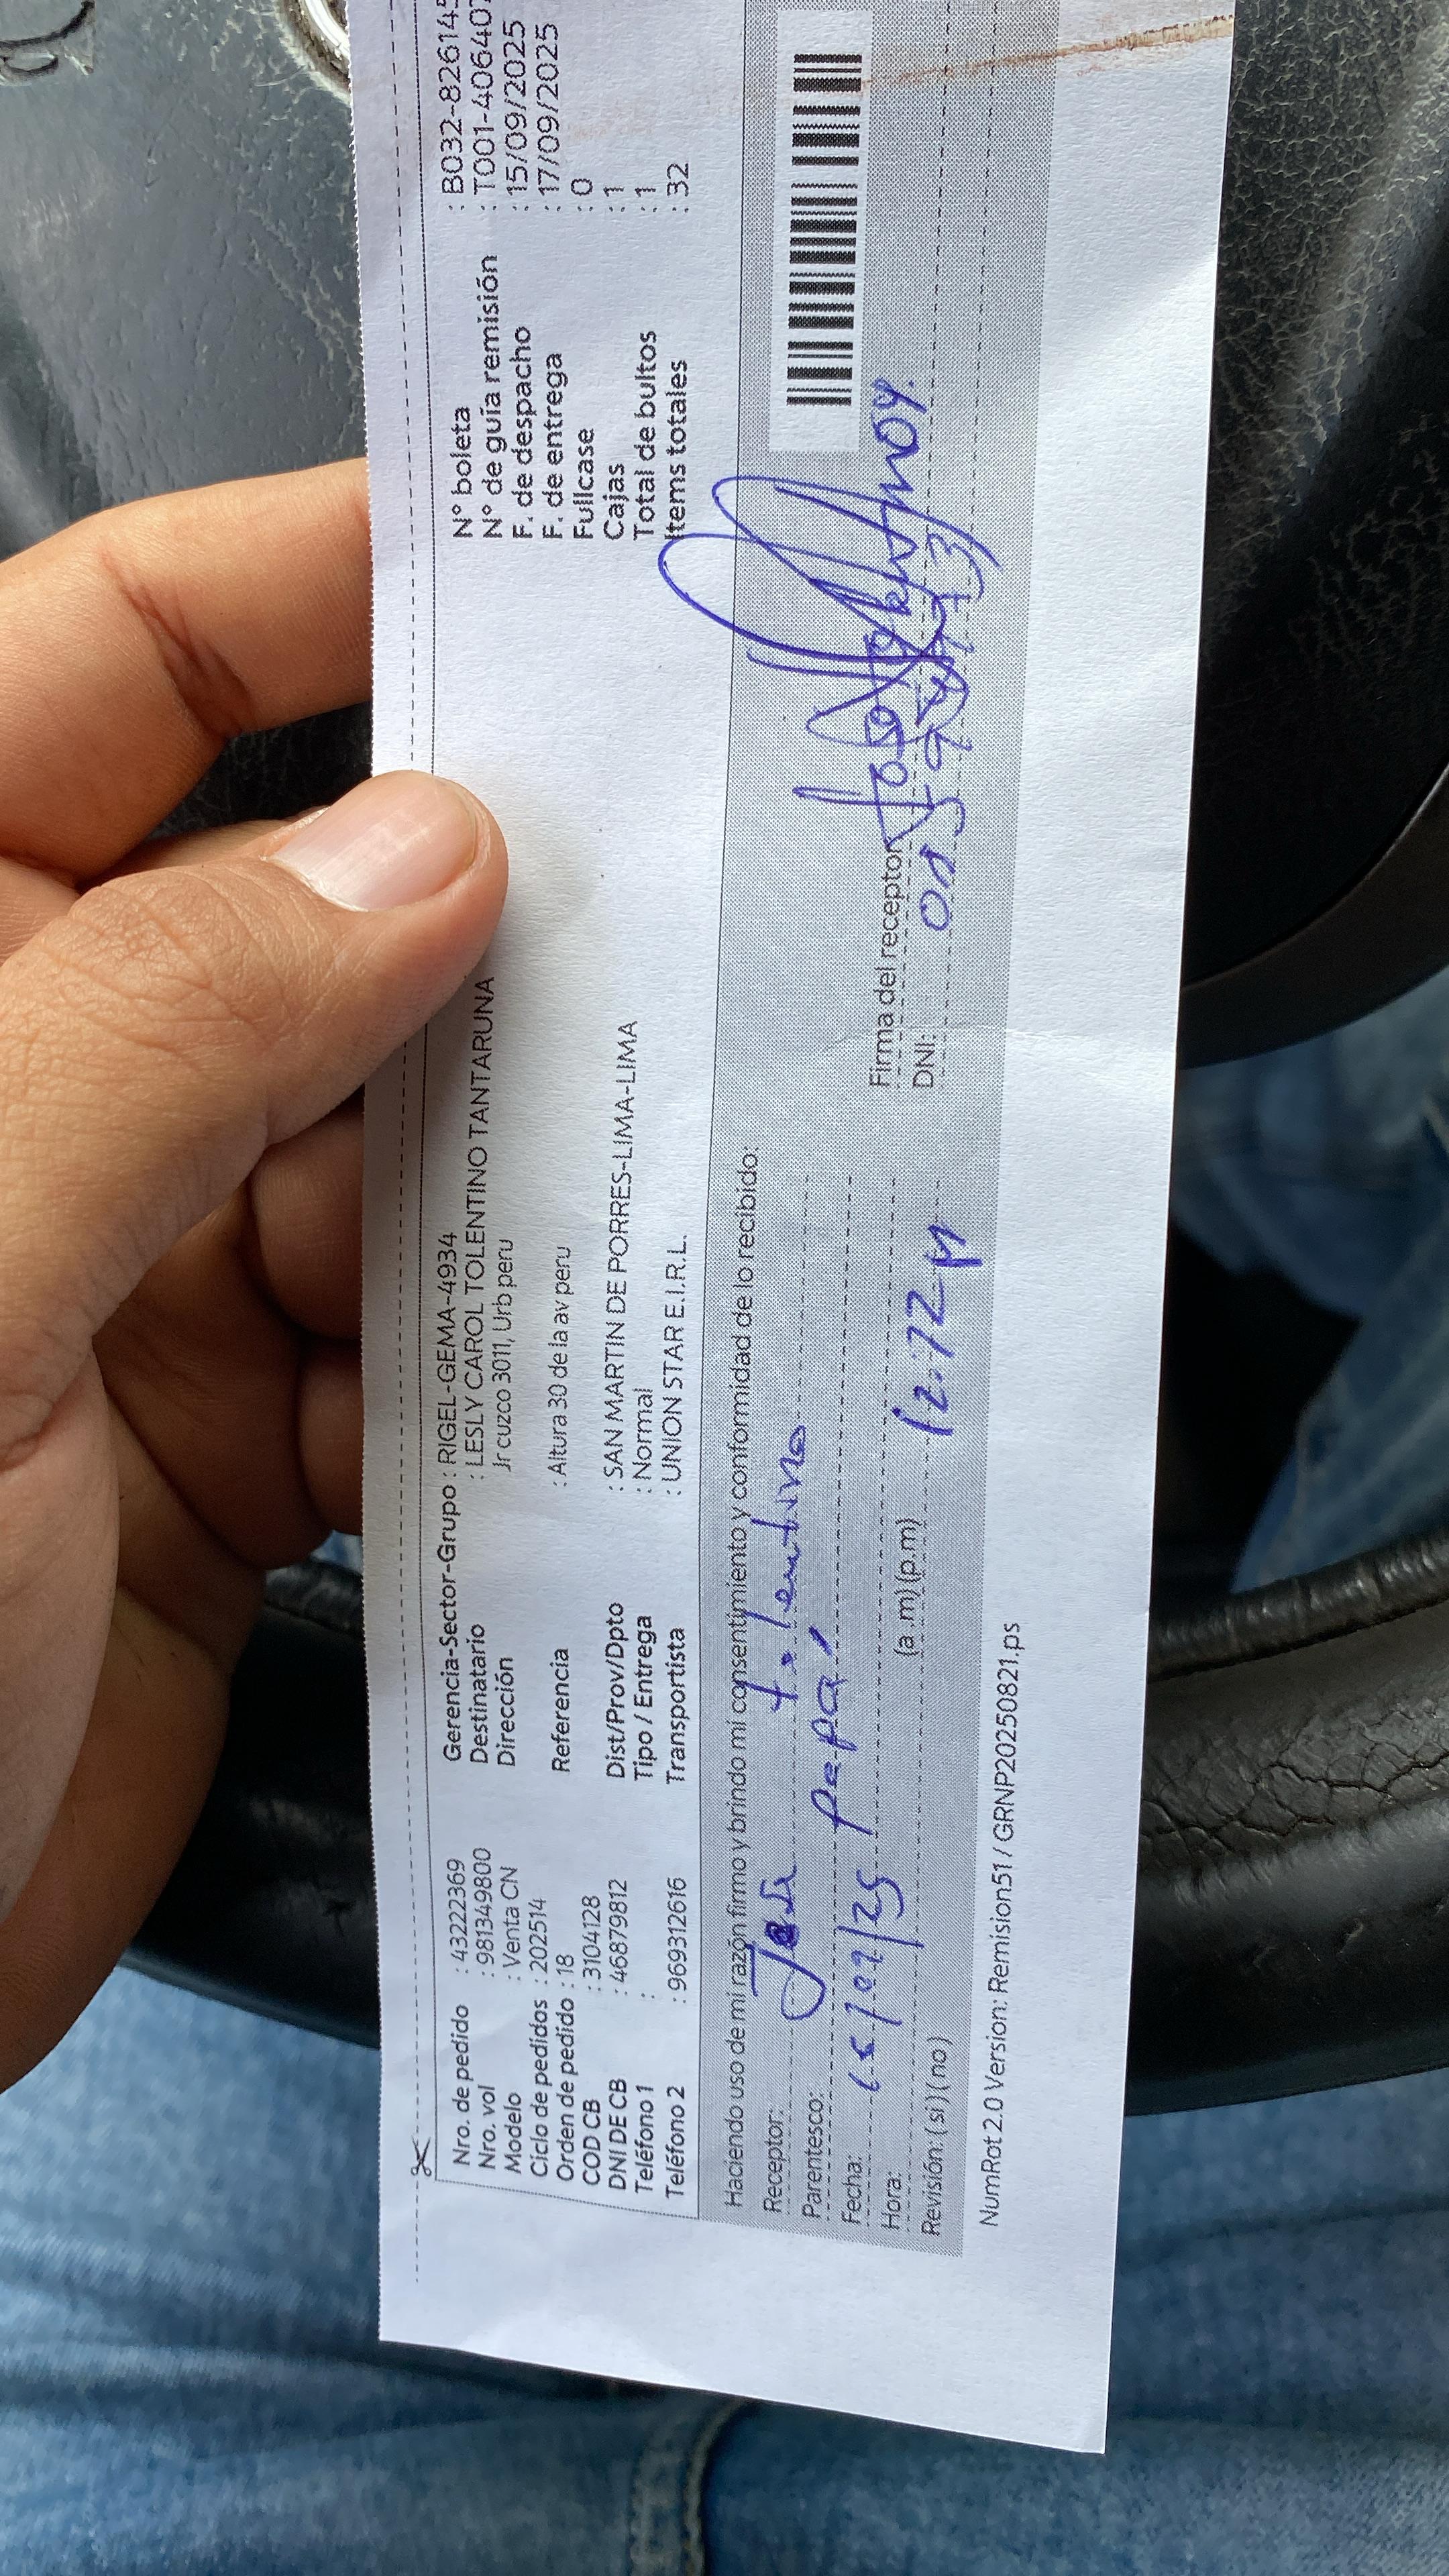 Nro. de pedido : 43222369
Nro. vol : 981349800
Modelo : Venta CN
Ciclo de pedidos : 202514
Orden de pedido : 18
COD CB : 3104128
DNI DE CB : 46879812
Teléfono 1 :
Teléfono 2 : 969312616
Gerencia-Sector-Grupo : RIGEL-GEMA-4934
Destinatario : LESLY CAROL TOLENTINO TANTARUNA
Dirección Jr cuzco 3011, Urb peru
Referencia : Altura 30 de la av peru
Dist/Prov/Dpto : SAN MARTIN DE PORRES-LIMA-LIMA
Tipo / Entrega : Normal
Transportista : UNION STAR E.I.R.L.
N° boleta : B032-826145
N° de guía remisión : T001-406407
F. de despacho : 15/09/2025
F. de entrega : 17/09/2025
Fullcase : 0
Cajas : 1
Total de bultos : 1
Items totales : 32
Haciendo uso de mi razón firmo y brindo mi consentimiento y conformidad de lo recibido:
Receptor: tolentino
Parentesco: papá
Fecha:
Hora: (a .m) (p.m)
Revisión: ( si ) ( no )
Firma del receptor
DNI:
NumRot 2.0 Version: Remision51 / GRNP20250821.ps